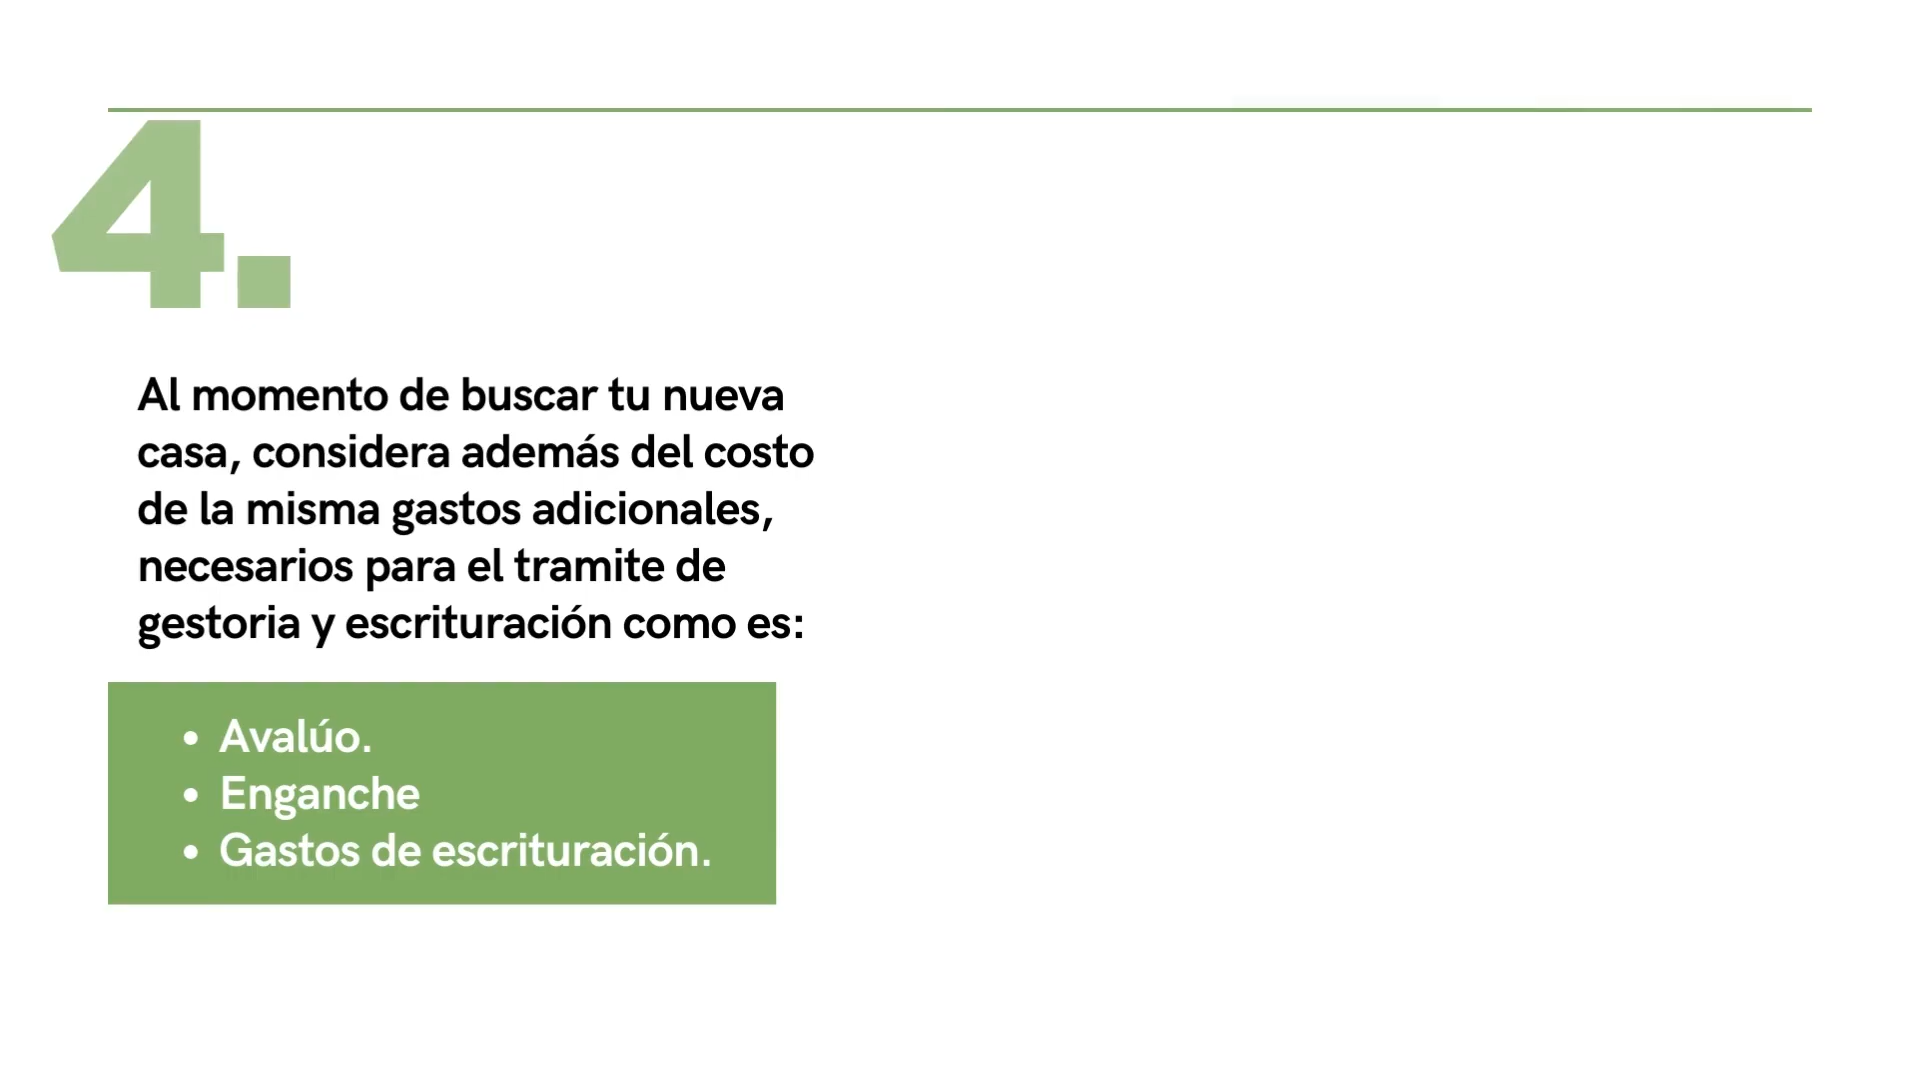 4.
Al momento de buscar tu nueva
casa, considera además del costo
de la misma gastos adicionales,
necesarios para el tramite de
gestoria y escrituración como es:
• Avalúo.
• Enganche
• Gastos de escrituración.